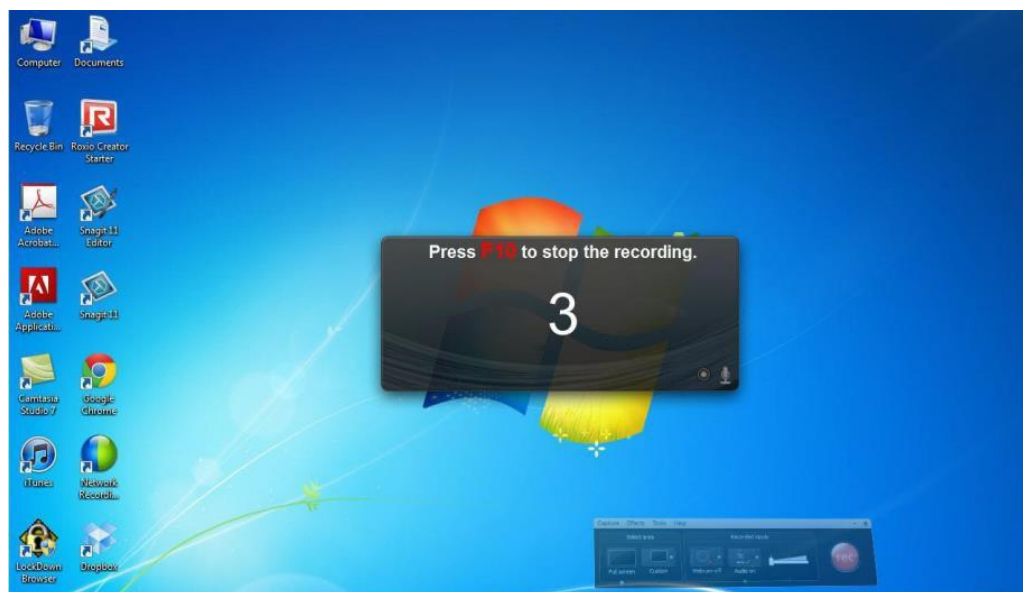 Computer
Documents
Recycle Bin
Roxio Creator
Starter
Adobe
Acrobat...
Snagit 11
Editor
Adobe
Applicati...
Snagit 11
Camtasia
Studio 7
Google
Chrome
iTunes
Network
Recordi...
LockDown
Browser
Dropbox
Press F10 to stop the recording.
3
Capture Effects Tools Help
Select area
Recorded inputs
Full screen
Custom
Webcam off
Audio on
rec